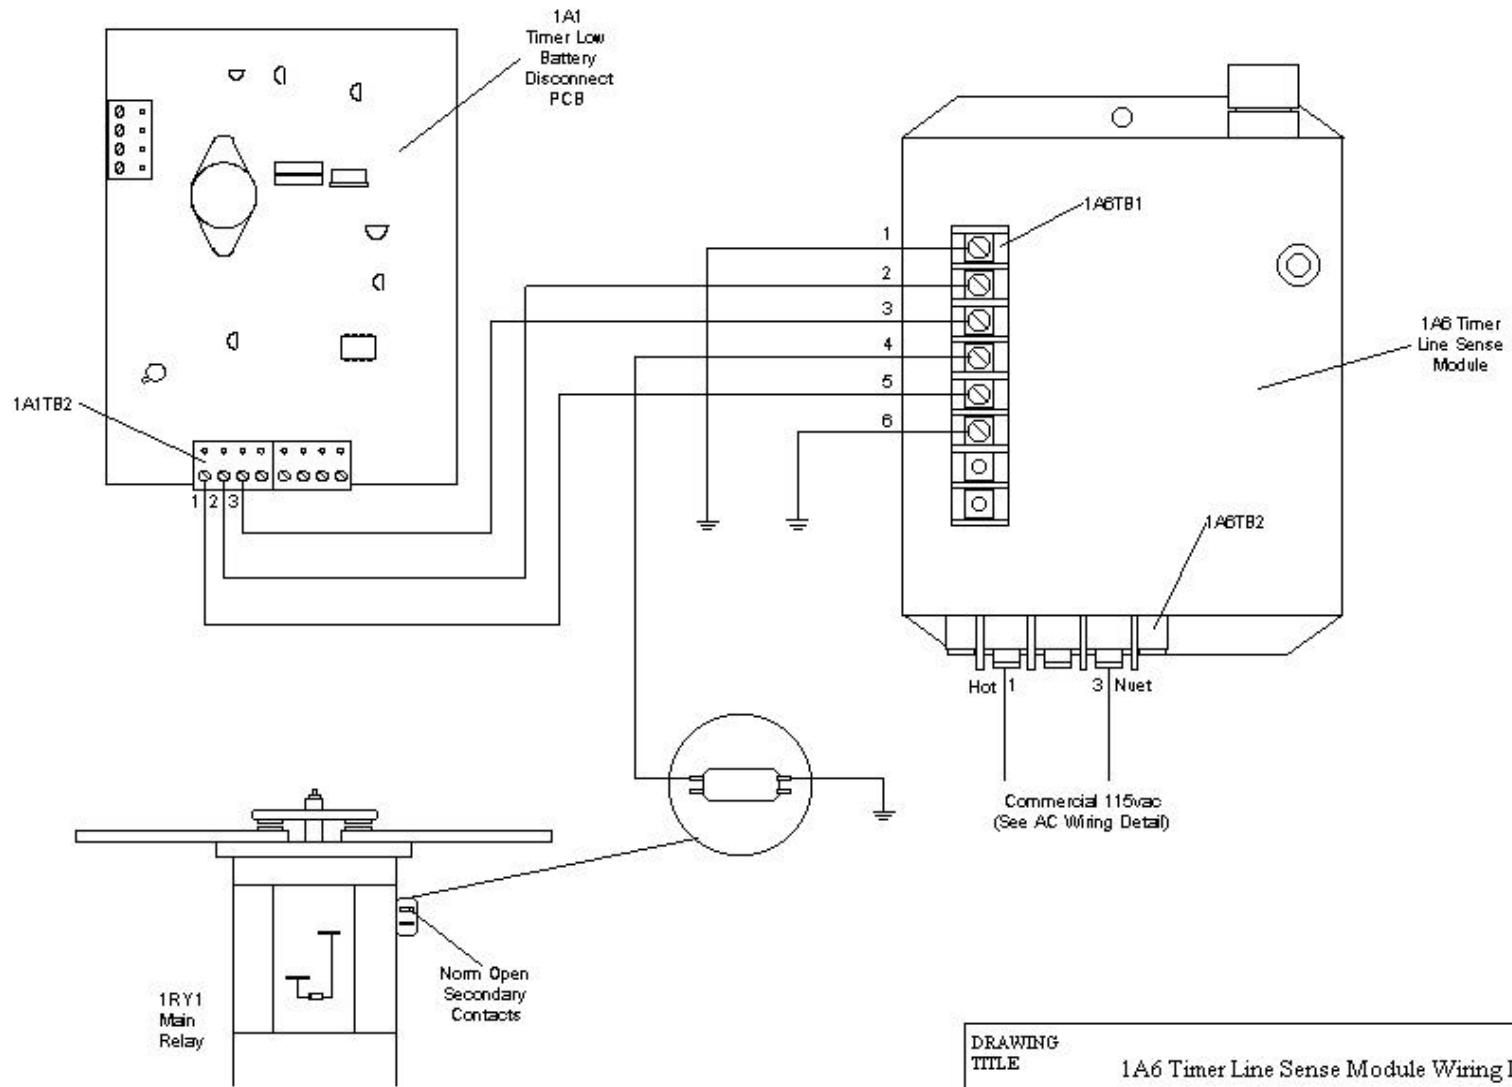 1A1
Timer Low
Battery
Disconnect
PCB
1A6TB1
1
2
3
4
5
6
1A6 Timer
Line Sense
Module
1A1TB2
1 2 3
1A6TB2
Hot 1
3 Nuet
Commercial 115vac
(See AC Wiring Detail)
Norm Open
Secondary
Contacts
1RY1
Main
Relay
DRAWING
TITLE
1A6 Timer Line Sense Module Wiring